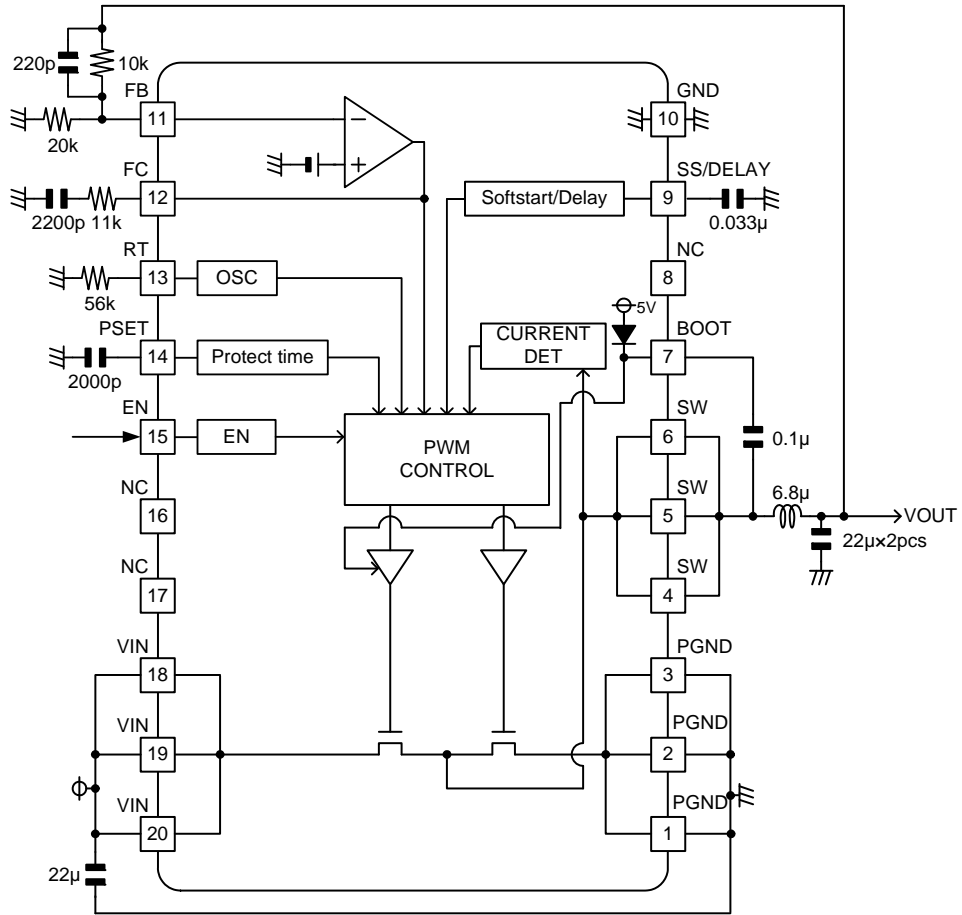 220p
10k
FB
11
20k
FC
12
2200p
11k
RT
13
OSC
56k
PSET
14
Protect time
2000p
EN
15
EN
NC
16
NC
17
VIN
18
VIN
19
VIN
20
22µ
−
+
PWM
CONTROL
Softstart/Delay
CURRENT
DET
5V
GND
10
SS/DELAY
9
0.033µ
NC
8
BOOT
7
SW
6
0.1µ
SW
5
6.8µ
VOUT
22µ×2pcs
SW
4
PGND
3
PGND
2
PGND
1